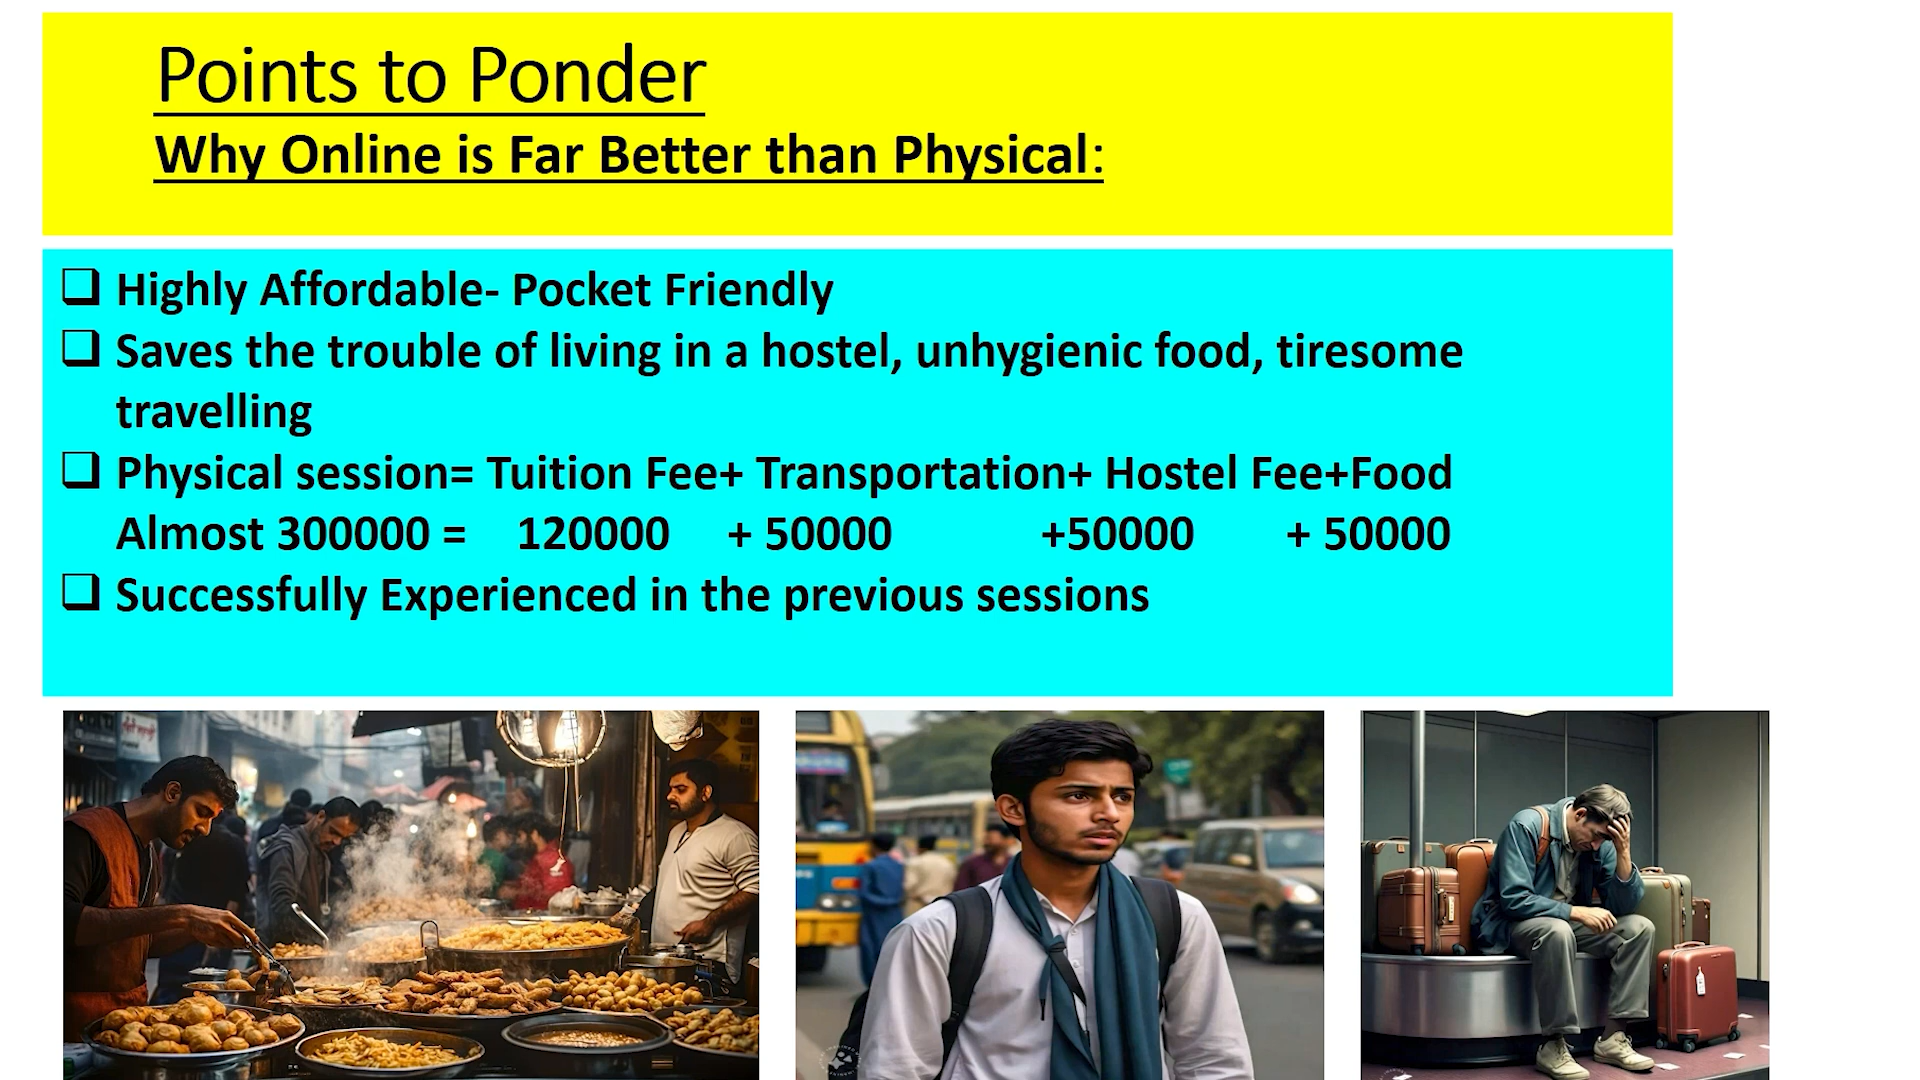 Points to Ponder
Why Online is Far Better than Physical:
❑ Highly Affordable- Pocket Friendly
❑ Saves the trouble of living in a hostel, unhygienic food, tiresome
travelling
❑ Physical session= Tuition Fee+ Transportation+ Hostel Fee+Food
Almost 300000 = 120000 + 50000 +50000 + 50000
❑ Successfully Experienced in the previous sessions